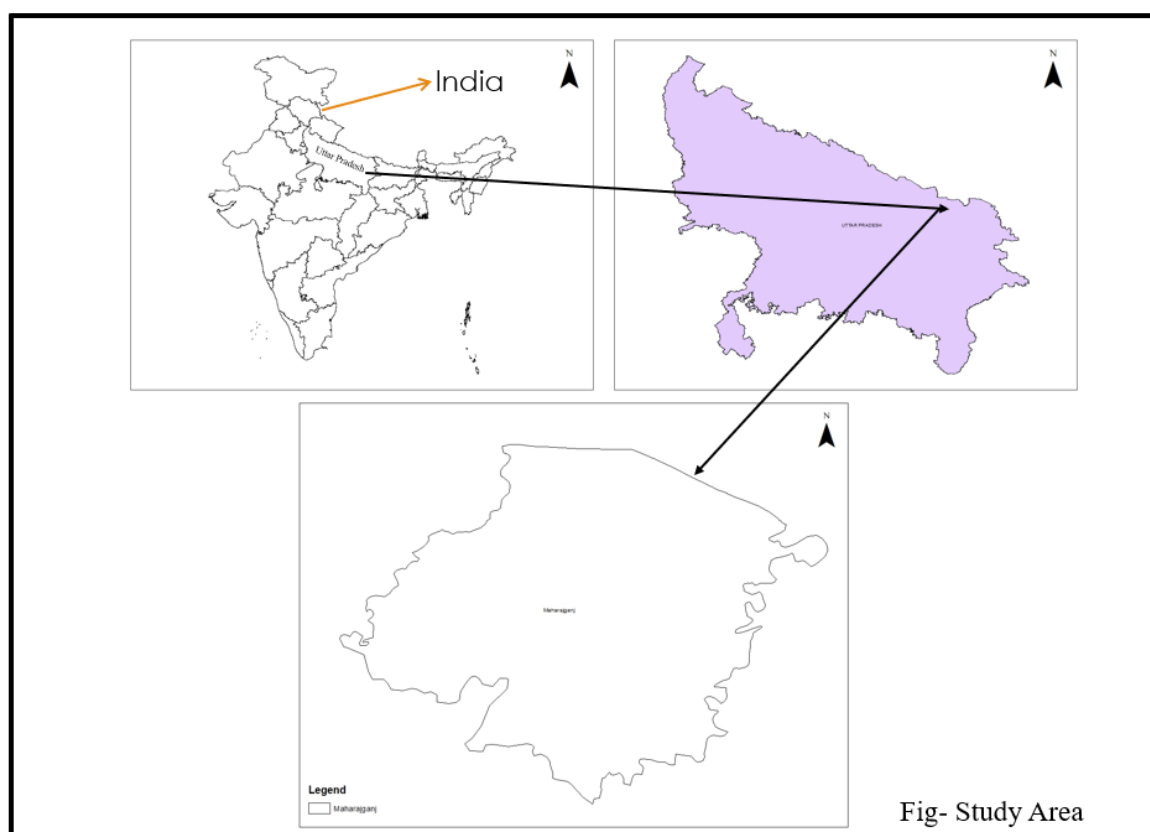 N
India
Uttar Pradesh
N
UTTAR PRADESH
N
Maharajganj
Legend
Maharajganj
Fig- Study Area